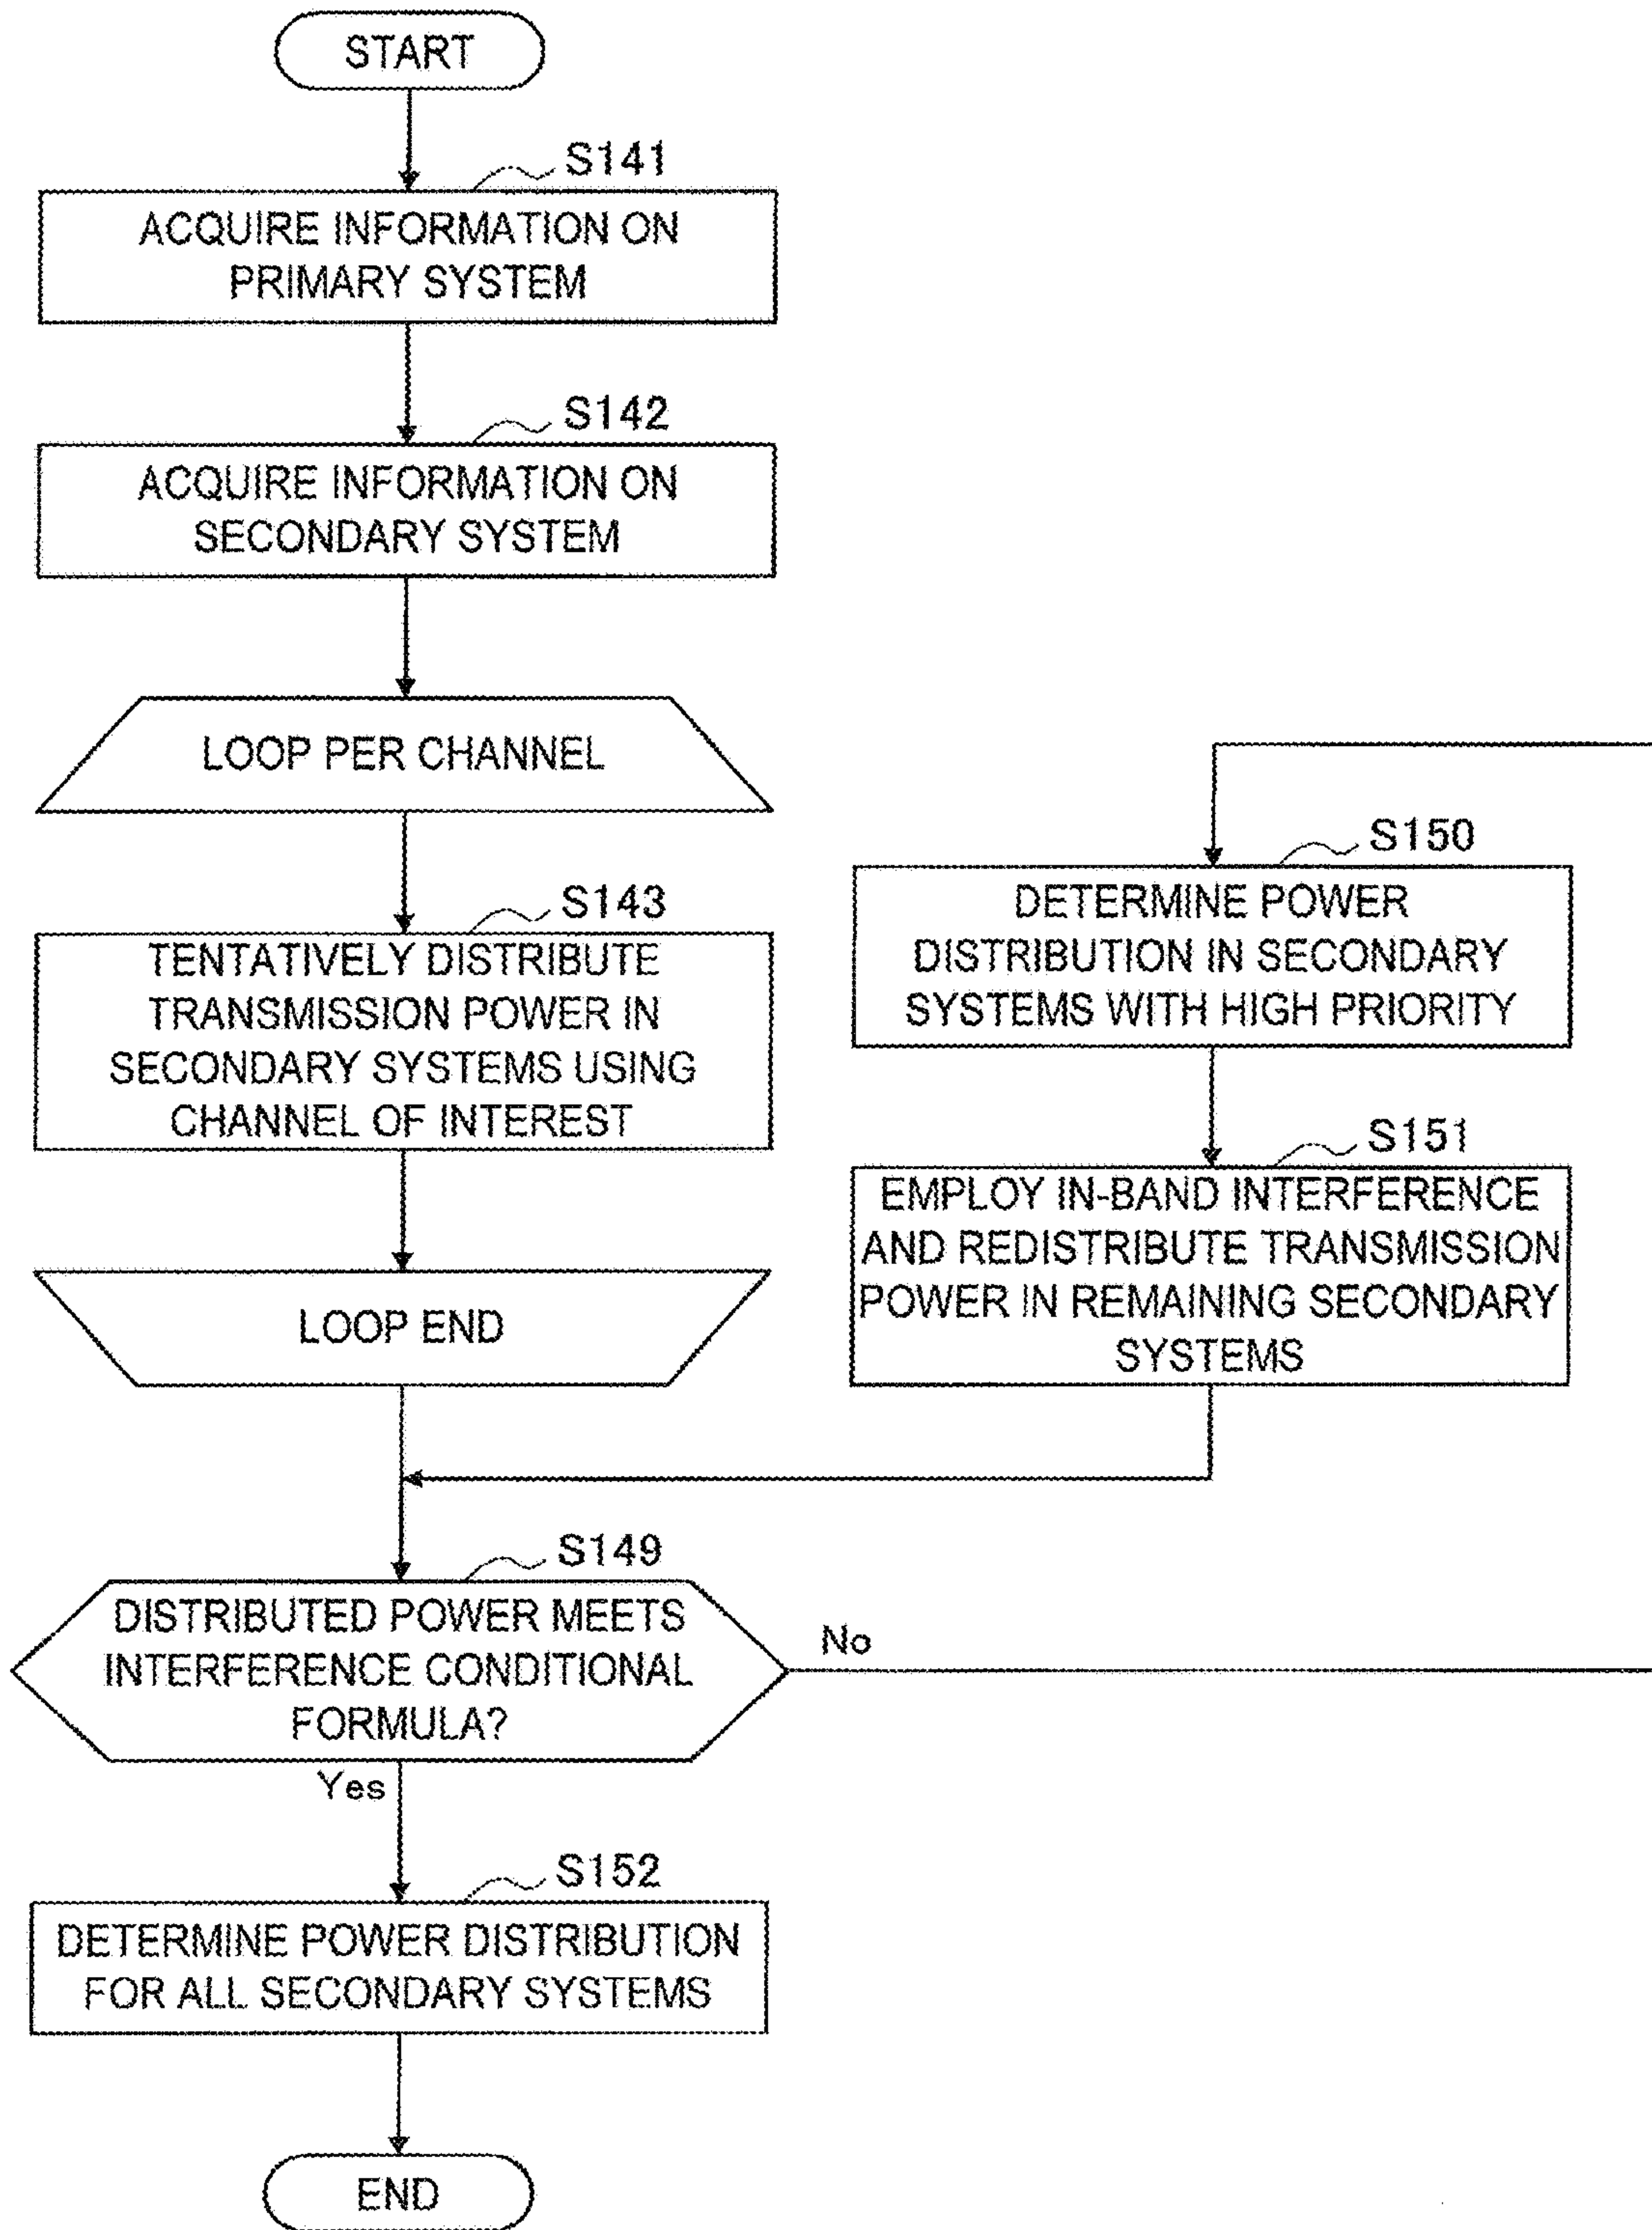 START
S141
ACQUIRE INFORMATION ON
PRIMARY SYSTEM
S142
ACQUIRE INFORMATION ON
SECONDARY SYSTEM
LOOP PER CHANNEL
S143
TENTATIVELY DISTRIBUTE
TRANSMISSION POWER IN
SECONDARY SYSTEMS USING
CHANNEL OF INTEREST
LOOP END
S150
DETERMINE POWER
DISTRIBUTION IN SECONDARY
SYSTEMS WITH HIGH PRIORITY
S151
EMPLOY IN-BAND INTERFERENCE
AND REDISTRIBUTE TRANSMISSION
POWER IN REMAINING SECONDARY
SYSTEMS
S149
DISTRIBUTED POWER MEETS
INTERFERENCE CONDITIONAL
FORMULA?
No
Yes
S152
DETERMINE POWER DISTRIBUTION
FOR ALL SECONDARY SYSTEMS
END